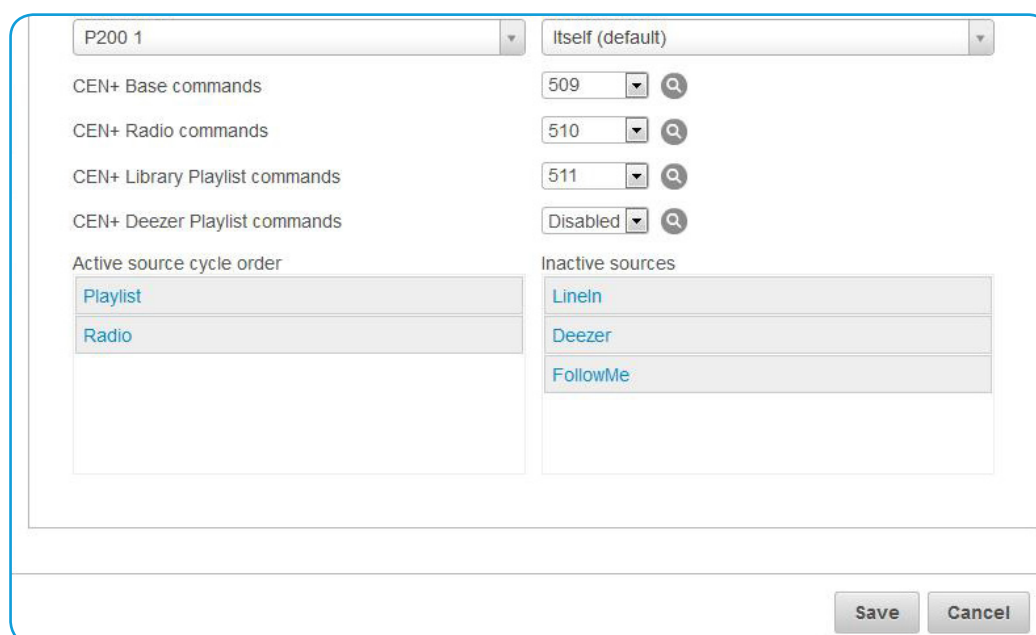 P200 1 Itself (default)
CEN+ Base commands 509
CEN+ Radio commands 510
CEN+ Library Playlist commands 511
CEN+ Deezer Playlist commands Disabled
Active source cycle order Inactive sources
Playlist LineIn
Radio Deezer
FollowMe
Save Cancel